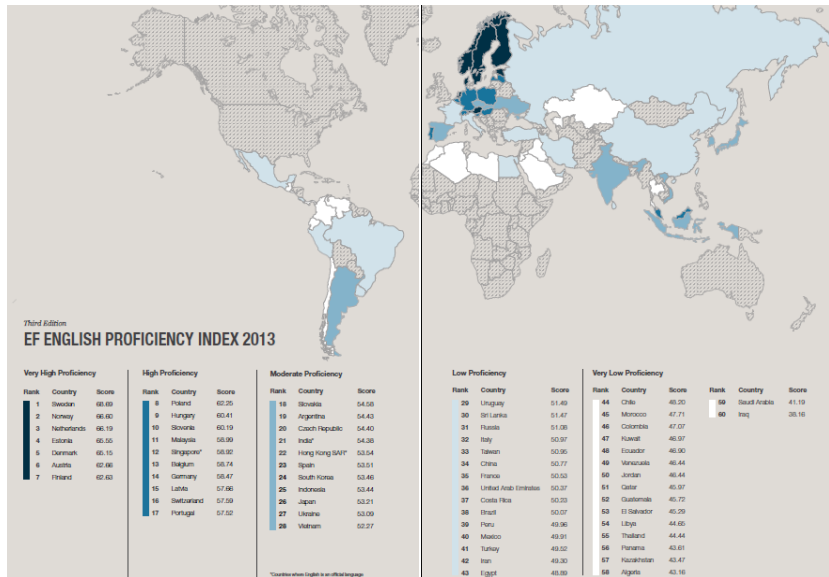 Third Edition
EF ENGLISH PROFICIENCY INDEX 2013
Very High Proficiency
Rank Country Score
1 Sweden 68.69
2 Norway 66.60
3 Netherlands 66.19
4 Estonia 65.55
5 Denmark 65.15
6 Austria 62.66
7 Finland 62.63
High Proficiency
Rank Country Score
8 Poland 62.25
9 Hungary 60.41
10 Slovenia 60.19
11 Malaysia 58.99
12 Singapore* 58.92
13 Belgium 58.74
14 Germany 58.47
15 Latvia 57.66
16 Switzerland 57.59
17 Portugal 57.52
Moderate Proficiency
Rank Country Score
18 Slovakia 54.58
19 Argentina 54.43
20 Czech Republic 54.40
21 India* 54.38
22 Hong Kong SAR* 53.54
23 Spain 53.51
24 South Korea 53.46
25 Indonesia 53.44
26 Japan 53.21
27 Ukraine 53.09
28 Vietnam 52.27
*Countries where English is an official language
Low Proficiency
Rank Country Score
29 Uruguay 51.49
30 Sri Lanka 51.47
31 Russia 51.08
32 Italy 50.97
33 Taiwan 50.95
34 China 50.77
35 France 50.53
36 United Arab Emirates 50.37
37 Costa Rica 50.23
38 Brazil 50.07
39 Peru 49.96
40 Mexico 49.91
41 Turkey 49.52
42 Iran 49.30
43 Egypt 48.89
Very Low Proficiency
Rank Country Score
44 Chile 48.20
45 Morocco 47.71
46 Colombia 47.07
47 Kuwait 46.97
48 Ecuador 46.90
49 Venezuela 46.44
50 Jordan 46.44
51 Qatar 45.97
52 Guatemala 45.72
53 El Salvador 45.29
54 Libya 44.65
55 Thailand 44.44
56 Panama 43.61
57 Kazakhstan 43.47
58 Algeria 43.16
Rank Country Score
59 Saudi Arabia 41.19
60 Iraq 38.16